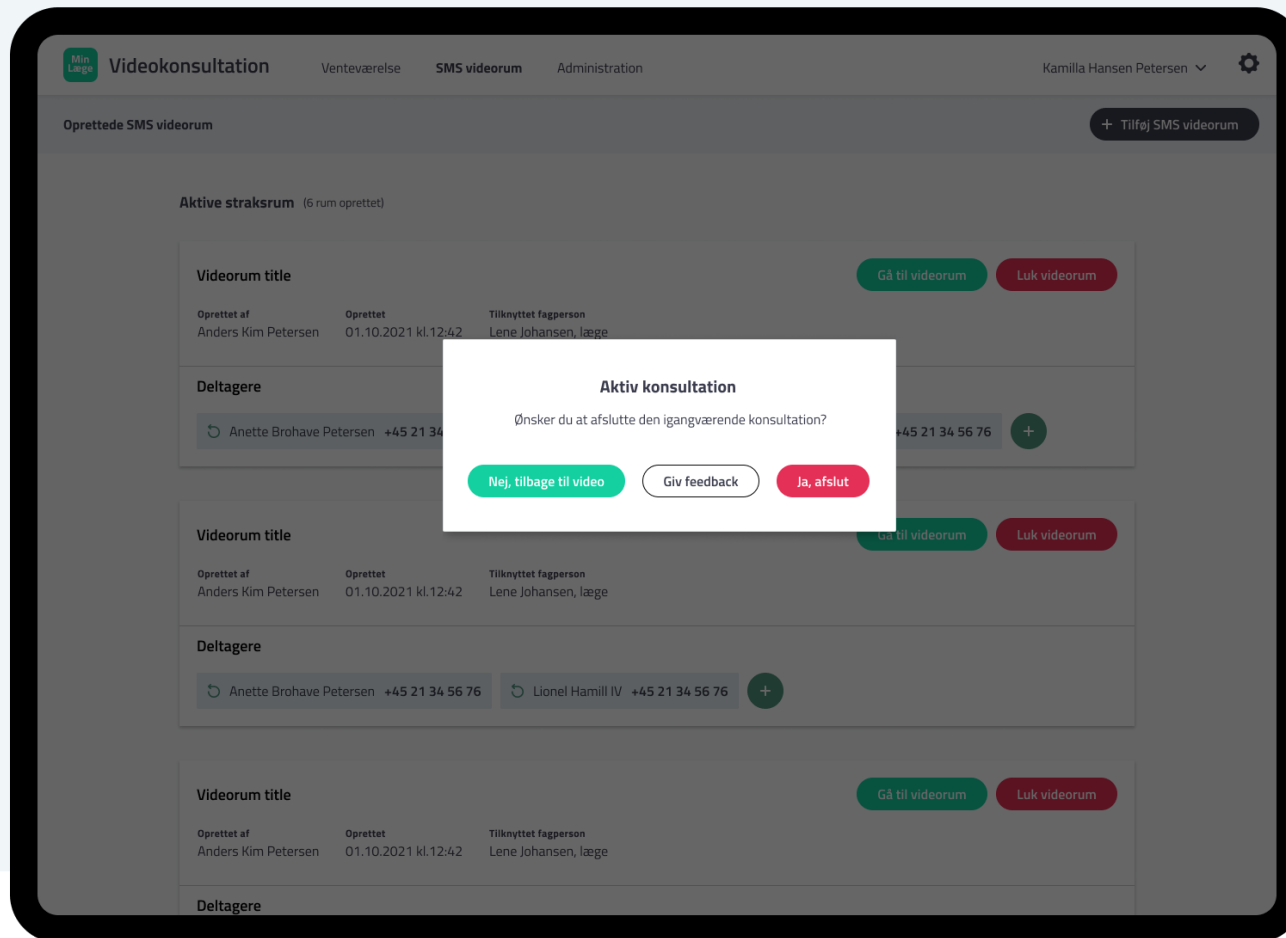 Min
Læge
Videokonsultation
Venteværelse
SMS videorum
Administration
Kamilla Hansen Petersen
Oprettede SMS videorum
+ Tilføj SMS videorum
Aktive straksrum (6 rum oprettet)
Videorum title
Gå til videorum
Luk videorum
Oprettet af
Oprettet
Tilknyttet fagperson
Anders Kim Petersen
01.10.2021 kl.12:42
Lene Johansen, læge
Aktiv konsultation
Ønsker du at afslutte den igangværende konsultation?
Nej, tilbage til video
Giv feedback
Ja, afslut
Deltagere
Anette Brohave Petersen +45 21 34
+45 21 34 56 76
+
Videorum title
Gå til videorum
Luk videorum
Oprettet af
Oprettet
Tilknyttet fagperson
Anders Kim Petersen
01.10.2021 kl.12:42
Lene Johansen, læge
Deltagere
Anette Brohave Petersen +45 21 34 56 76
Lionel Hamill IV +45 21 34 56 76
+
Videorum title
Gå til videorum
Luk videorum
Oprettet af
Oprettet
Tilknyttet fagperson
Anders Kim Petersen
01.10.2021 kl.12:42
Lene Johansen, læge
Deltagere